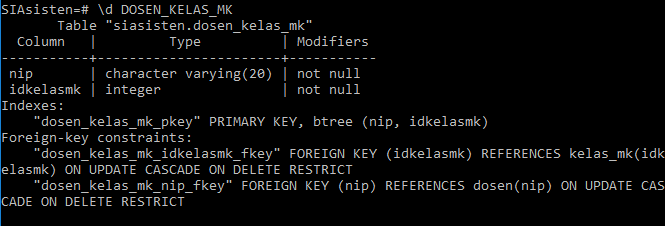 SIAsisten=# \d DOSEN_KELAS_MK
       Table "siasisten.dosen_kelas_mk"
  Column   |         Type          | Modifiers
-----------+-----------------------+-----------
 nip       | character varying(20) | not null
 idkelasmk | integer               | not null
Indexes:
    "dosen_kelas_mk_pkey" PRIMARY KEY, btree (nip, idkelasmk)
Foreign-key constraints:
    "dosen_kelas_mk_idkelasmk_fkey" FOREIGN KEY (idkelasmk) REFERENCES kelas_mk(idk
elasmk) ON UPDATE CASCADE ON DELETE RESTRICT
    "dosen_kelas_mk_nip_fkey" FOREIGN KEY (nip) REFERENCES dosen(nip) ON UPDATE CAS
CADE ON DELETE RESTRICT